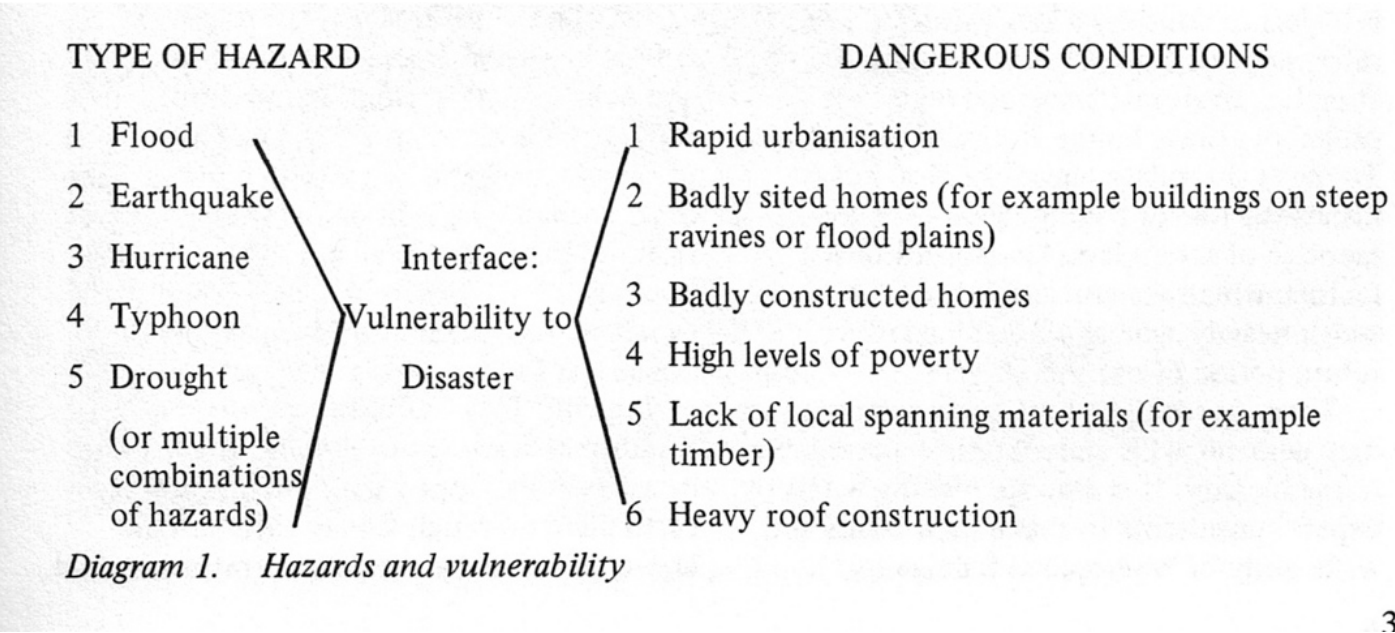 TYPE OF HAZARD
DANGEROUS CONDITIONS
1 Flood
2 Earthquake
3 Hurricane
4 Typhoon
5 Drought
(or multiple
combinations
of hazards)
Interface:
Vulnerability to
Disaster
1 Rapid urbanisation
2 Badly sited homes (for example buildings on steep
ravines or flood plains)
3 Badly constructed homes
4 High levels of poverty
5 Lack of local spanning materials (for example
timber)
6 Heavy roof construction
Diagram 1. Hazards and vulnerability
3